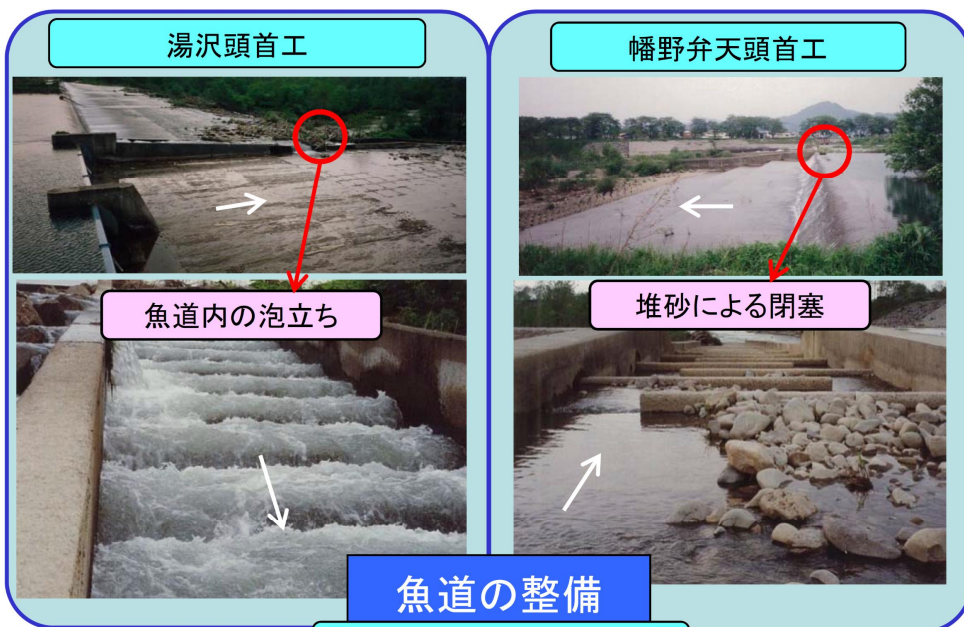 湯沢頭首工
幡野弁天頭首工
魚道内の泡立ち
堆砂による閉塞
魚道の整備